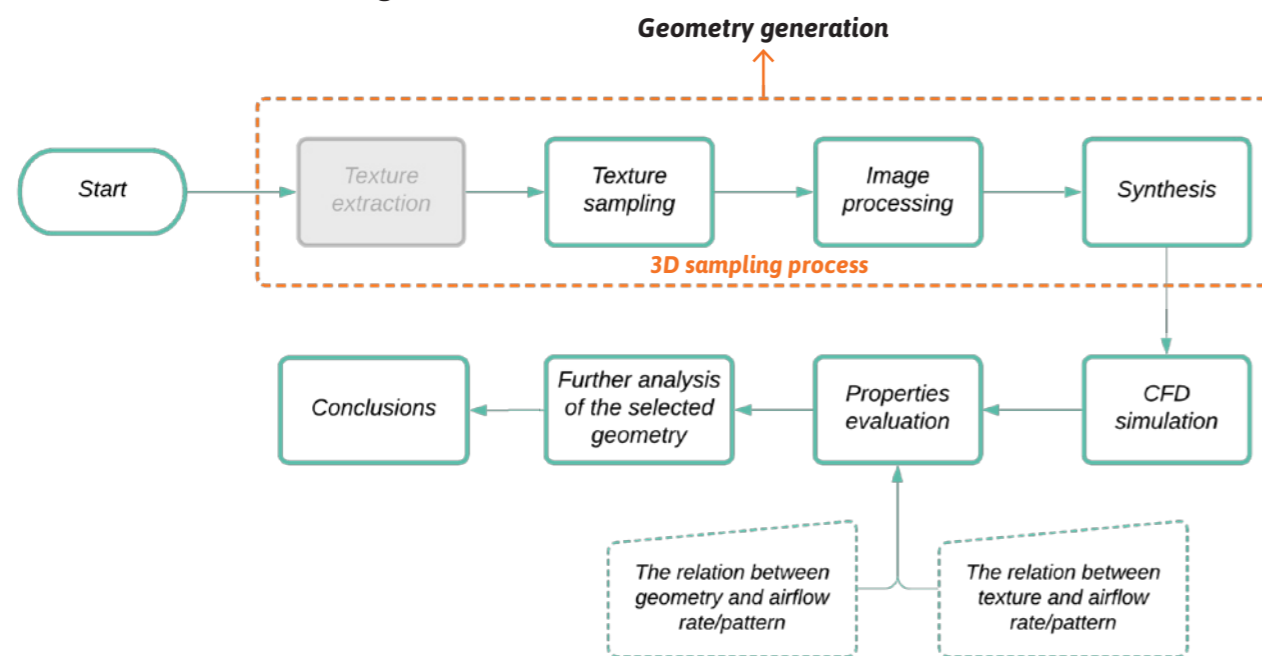 Geometry generation
Start
Texture
extraction
Texture
sampling
Image
processing
Synthesis
3D sampling process
Conclusions
Further analysis
of the selected
geometry
Properties
evaluation
CFD
simulation
The relation between
geometry and airflow
rate/pattern
The relation between
texture and airflow
rate/pattern